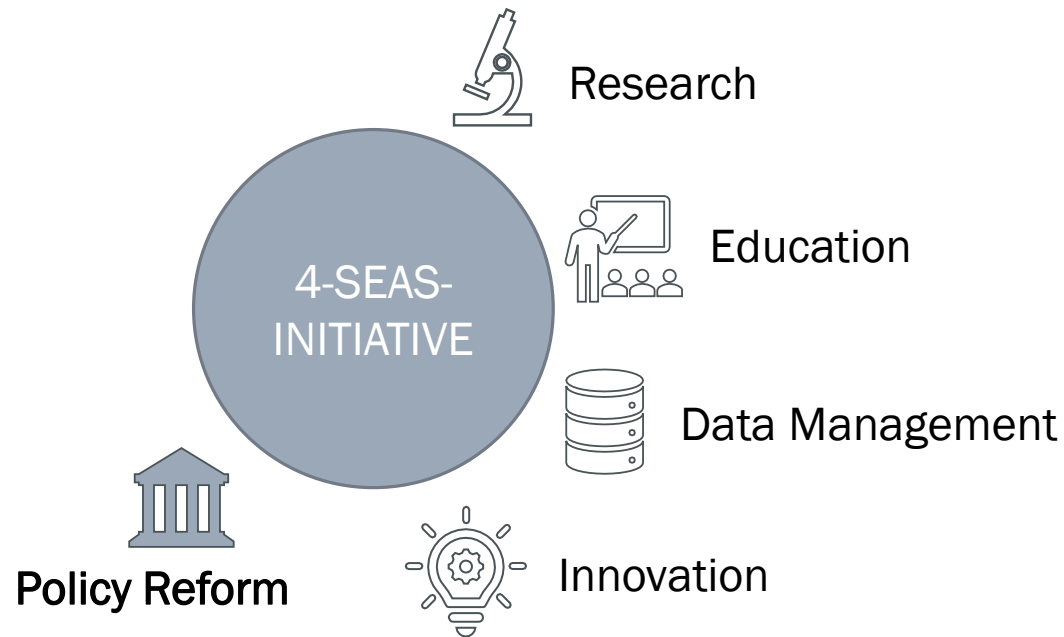 Research
4-SEAS-
INITIATIVE
Education
Data Management
Policy Reform
Innovation